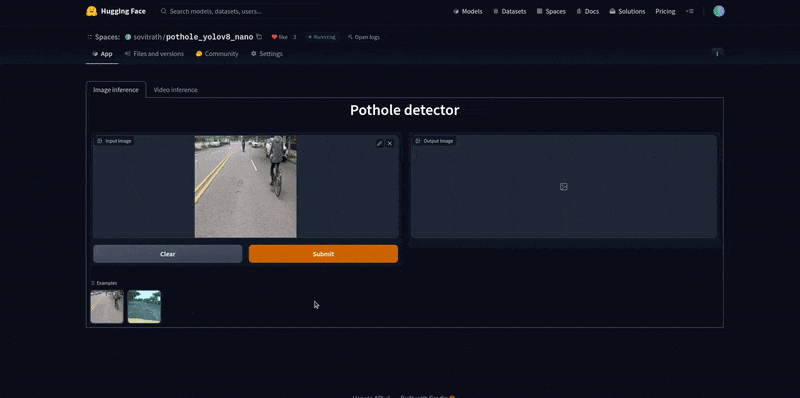 Hugging Face
Search models, datasets, users...
Models
Datasets
Spaces
Docs
Solutions
Pricing
Spaces:
sovitrath/pothole_yolov8_nano
like
3
Running
Open logs
App
Files and versions
Community
Settings
Image inference
Video inference
Pothole detector
Input Image
Output Image
Clear
Submit
Examples